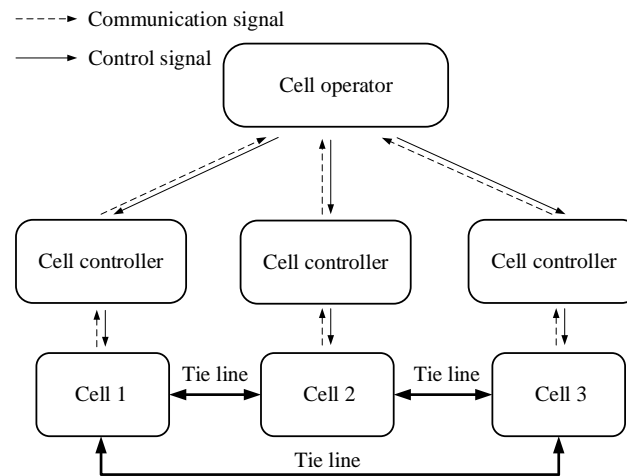 Communication signal
Control signal
Cell operator
Cell controller
Cell controller
Cell controller
Cell 1
Tie line
Cell 2
Tie line
Cell 3
Tie line